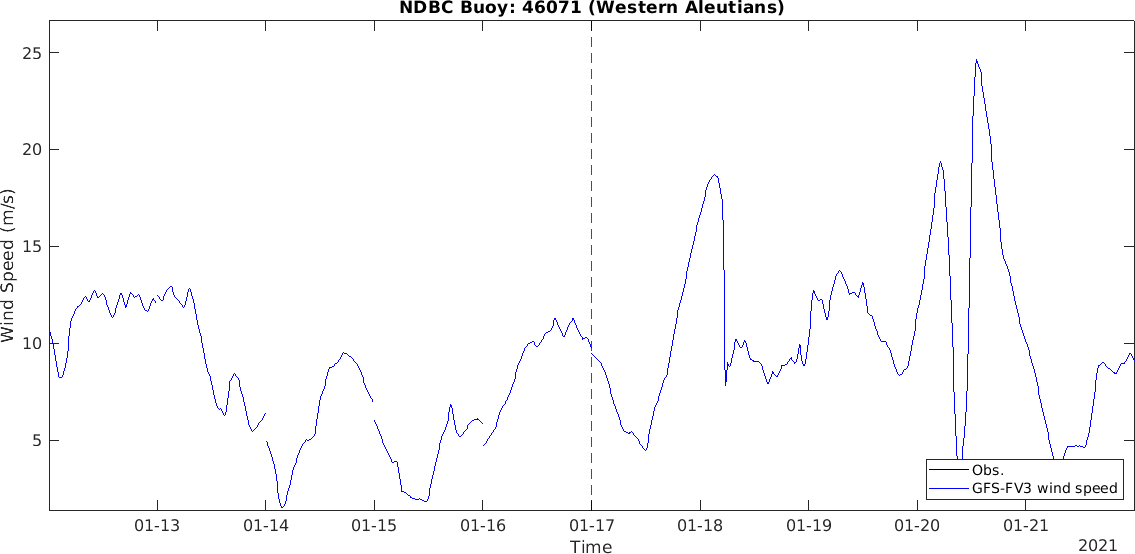 NDBC Buoy: 46071 (Western Aleutians)
25
20
15
10
5
Wind Speed (m/s)
01-13 01-14 01-15 01-16 01-17 01-18 01-19 01-20 01-21
Time
2021
Obs.
GFS-FV3 wind speed